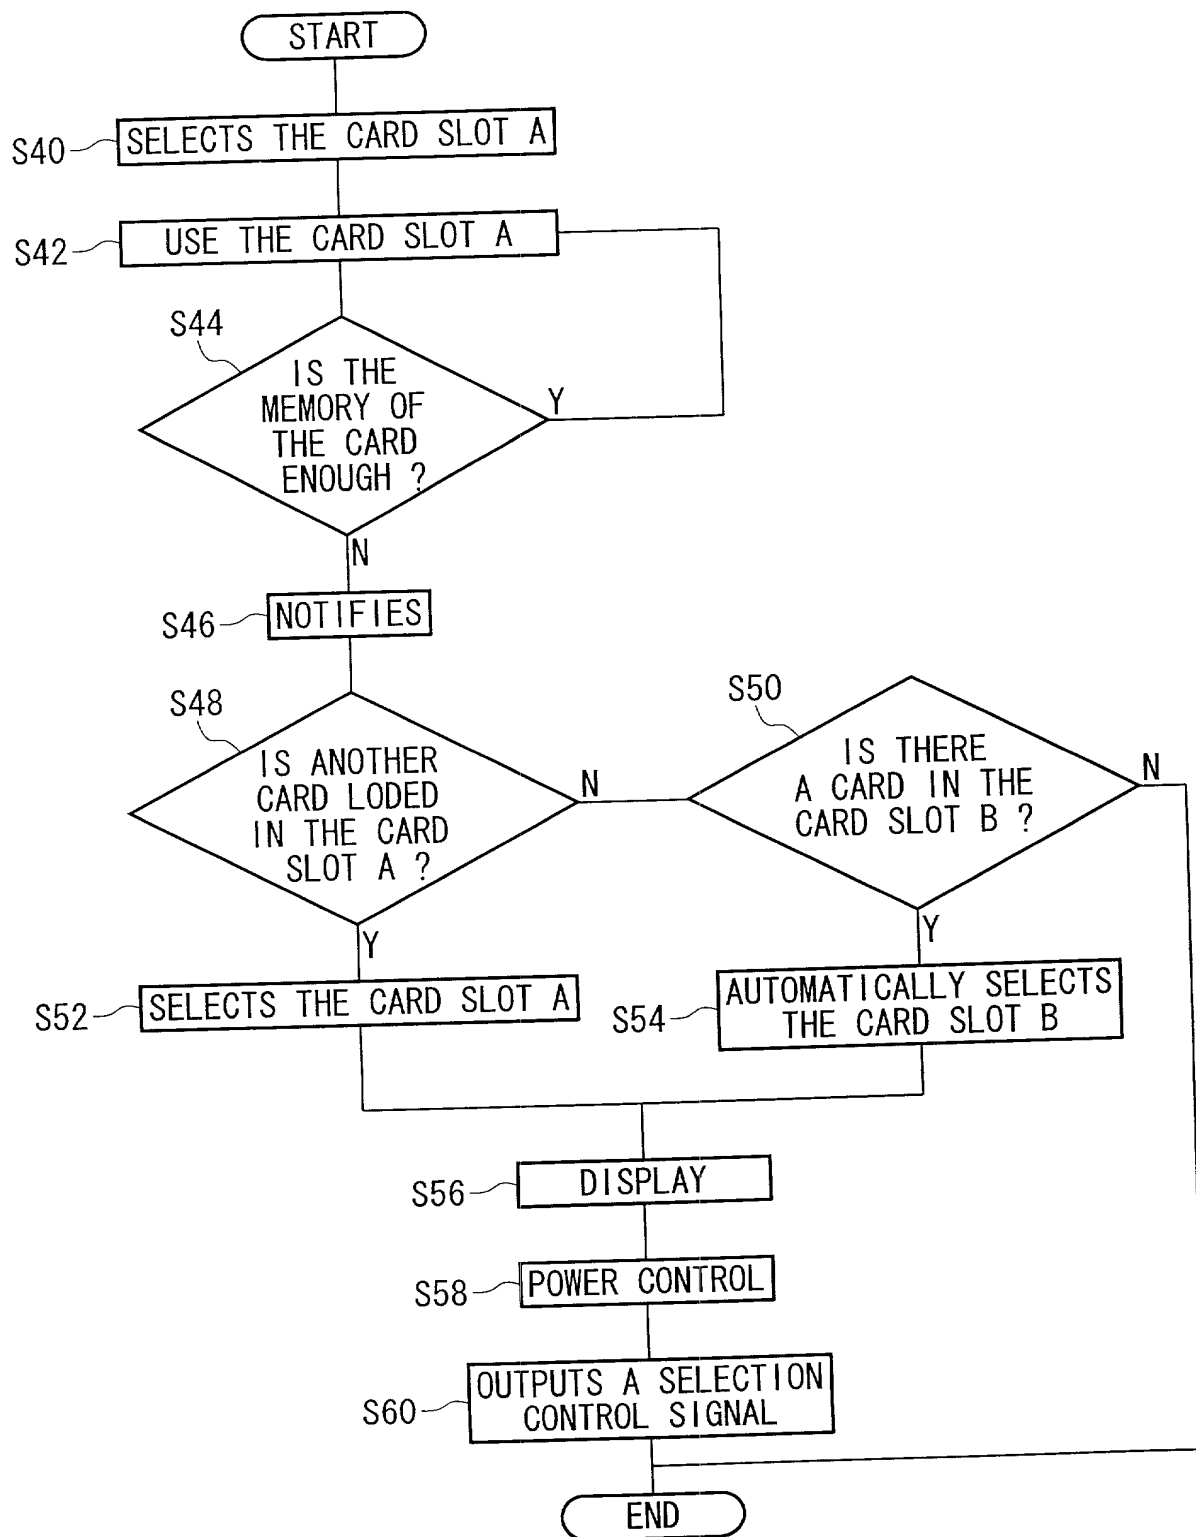 START
S40
SELECTS THE CARD SLOT A
S42
USE THE CARD SLOT A
S44
IS THE
MEMORY OF
THE CARD
ENOUGH ?
Y
N
S46
NOTIFIES
S48
IS ANOTHER
CARD LODED
IN THE CARD
SLOT A ?
N
Y
S50
IS THERE
A CARD IN THE
CARD SLOT B ?
N
Y
S52
SELECTS THE CARD SLOT A
S54
AUTOMATICALLY SELECTS
THE CARD SLOT B
S56
DISPLAY
S58
POWER CONTROL
S60
OUTPUTS A SELECTION
CONTROL SIGNAL
END